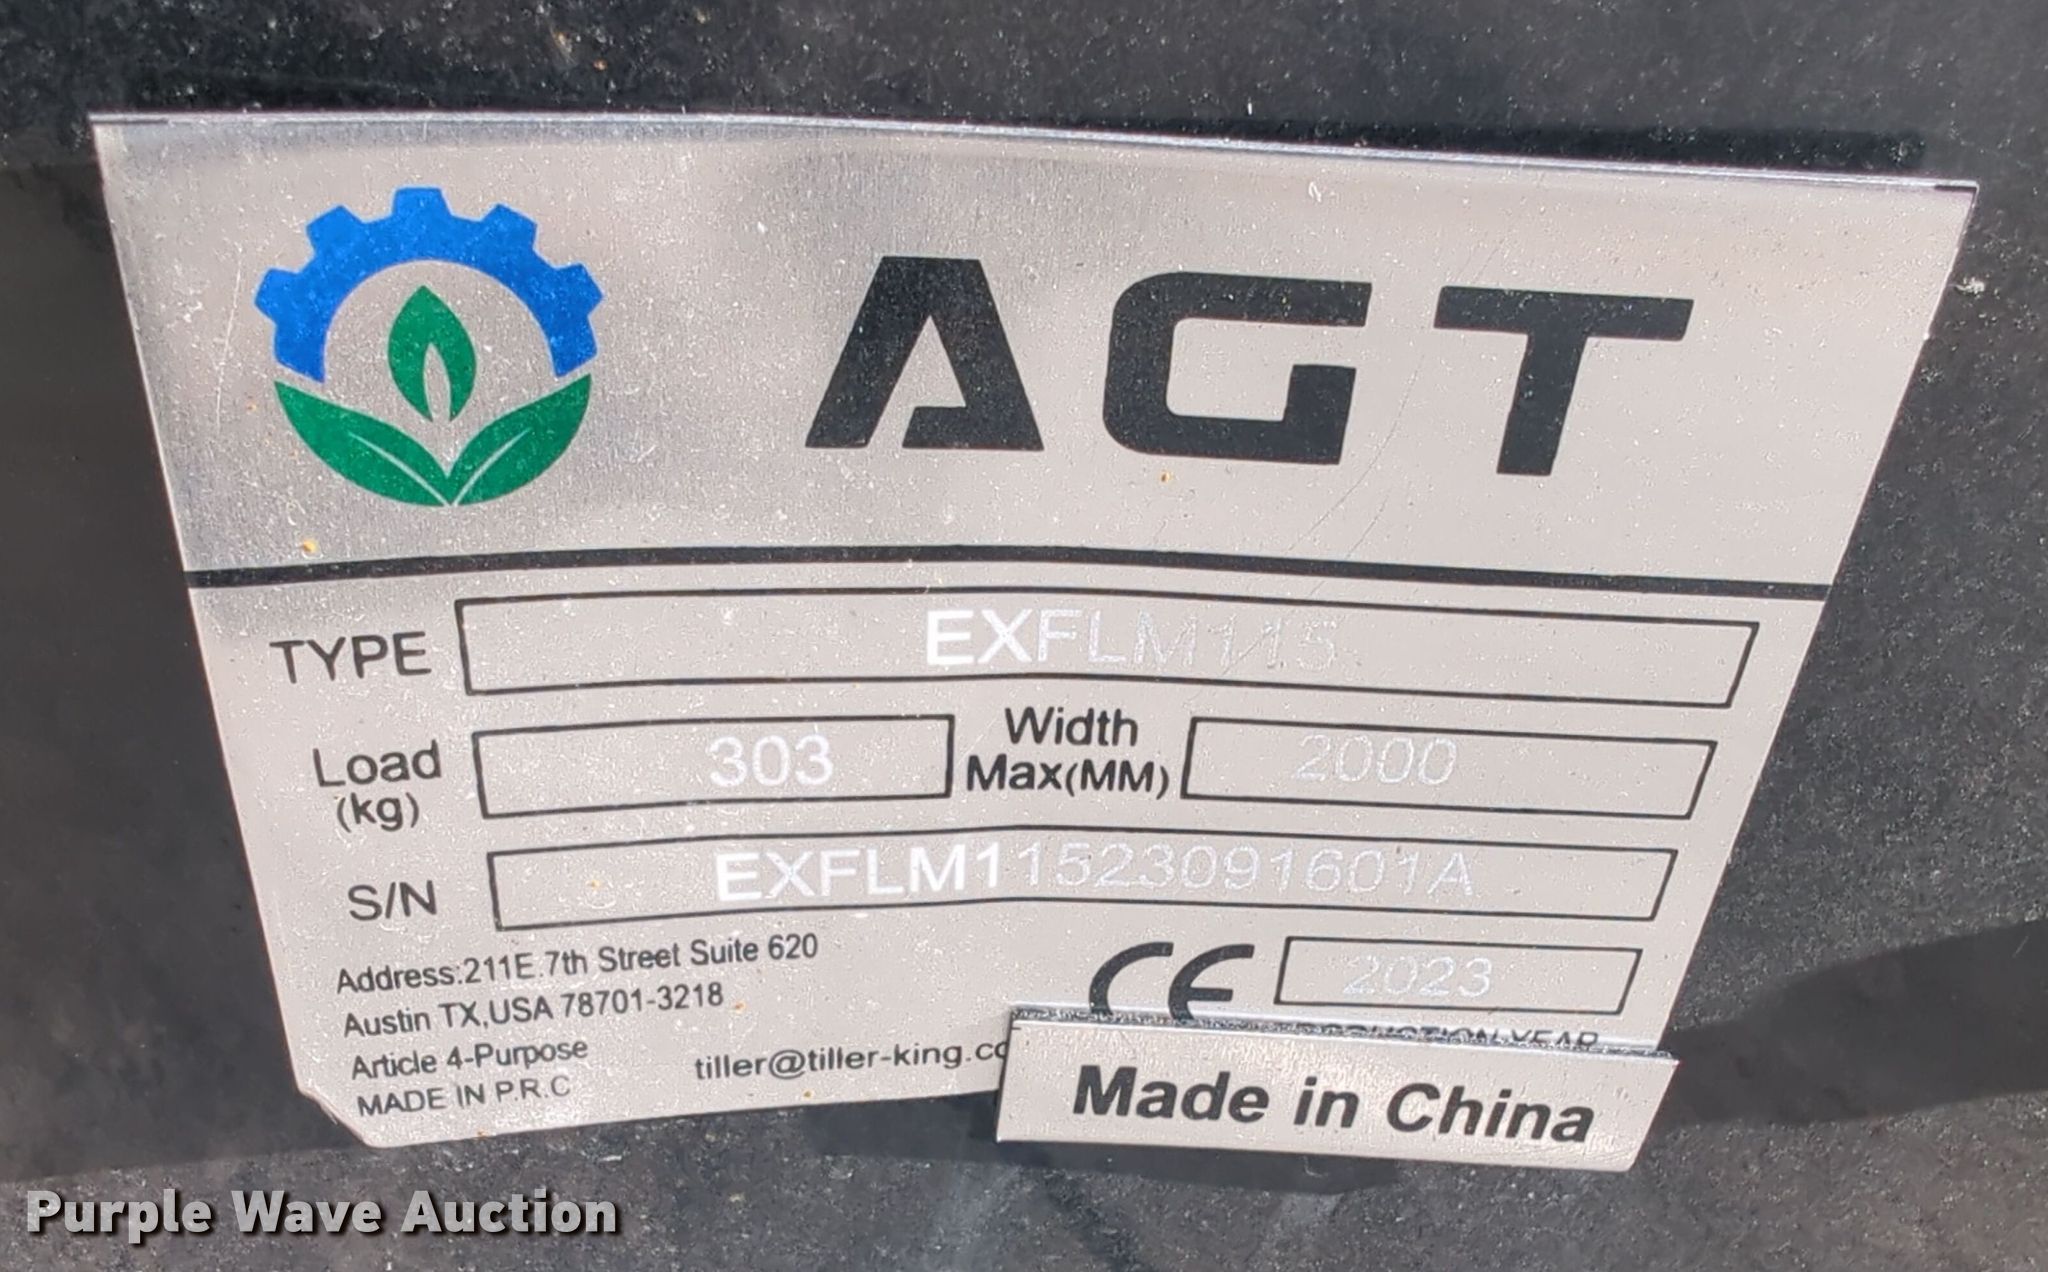 AGT
TYPE EXFLM115
Load (kg) 303 Width Max(MM) 2000
S/N EXFLM11523091601A
Address:211E.7th Street Suite 620
Austin TX,USA 78701-3218
Article 4-Purpose
MADE IN P.R.C
tiller@tiller-king.co
CE 2023
YEAR
Made in China
Purple Wave Auction